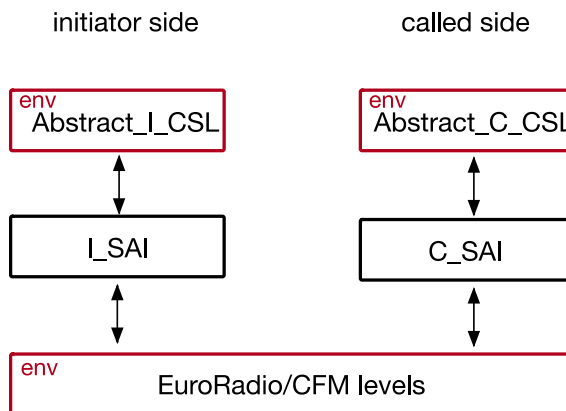 initiator side called side
env env
Abstract_I_CSL Abstract_C_CSL
I_SAI C_SAI
env
EuroRadio/CFM levels